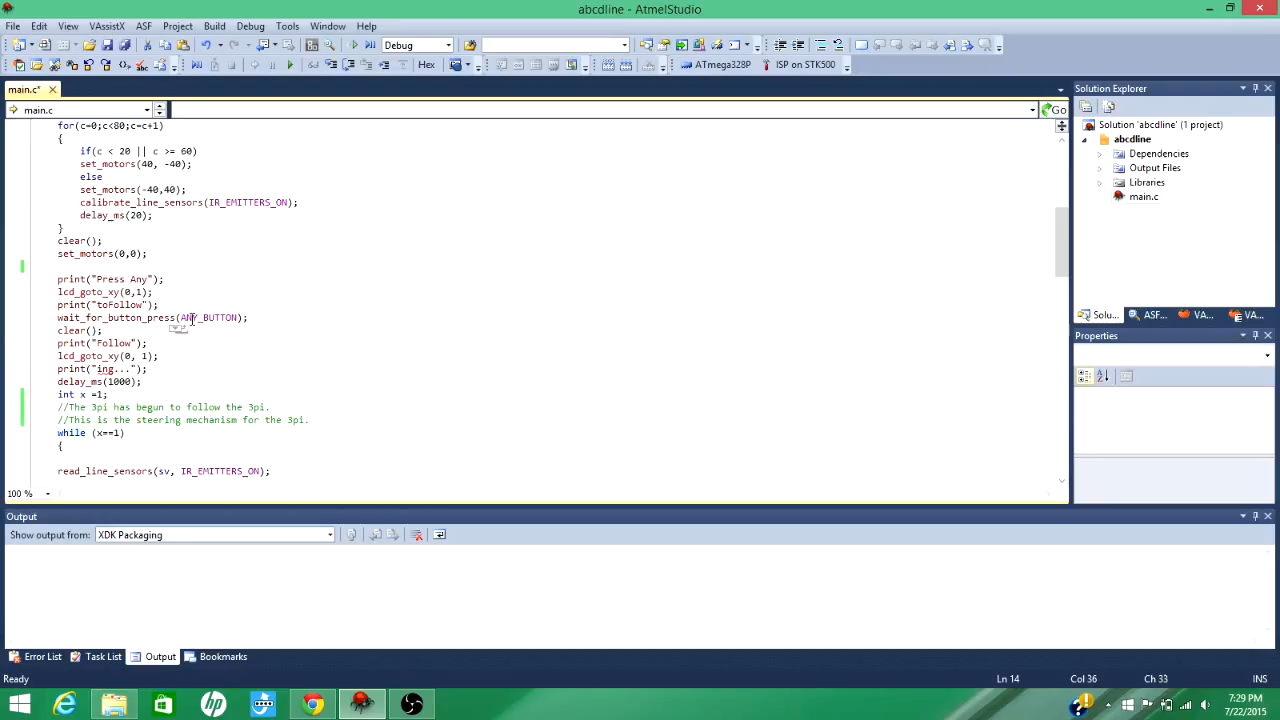 abcdline - AtmelStudio
File Edit View VAssistX ASF Project Build Debug Tools Window Help
Debug
Hex ATmega328P ISP on STK500
main.c*
main.c Go
for(c=0;c<80;c=c+1)
{
if(c < 20 || c >= 60)
set_motors(40, -40);
else
set_motors(-40,40);
calibrate_line_sensors(IR_EMITTERS_ON);
delay_ms(20);
}
clear();
set_motors(0,0);
print("Press Any");
lcd_goto_xy(0,1);
print("toFollow");
wait_for_button_press(ANY_BUTTON);
clear();
print("Follow");
lcd_goto_xy(0, 1);
print("ing...");
delay_ms(1000);
int x =1;
//The 3pi has begun to follow the 3pi.
//This is the steering mechanism for the 3pi.
while (x==1)
{
read_line_sensors(sv, IR_EMITTERS_ON);
100 %
Solution Explorer
Solution 'abcdline' (1 project)
abcdline
Dependencies
Output Files
Libraries
main.c
Solu... ASF... VA... VA...
Properties
Output
Show output from: XDK Packaging
Error List Task List Output Bookmarks
Ready Ln 14 Col 36 Ch 33 INS
7:29 PM
7/22/2015